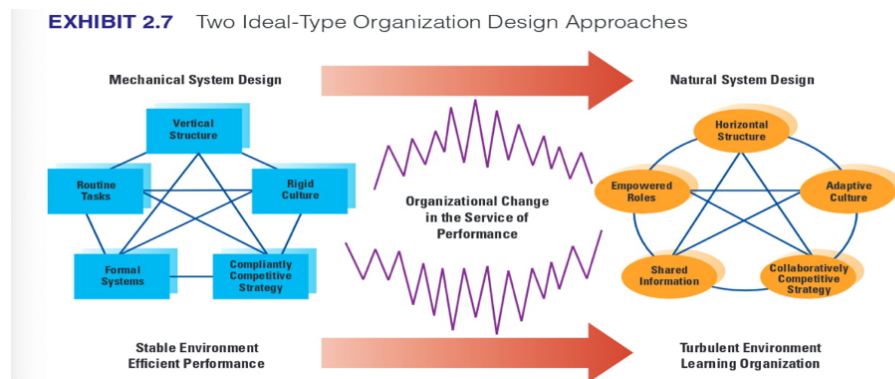 EXHIBIT 2.7 Two Ideal-Type Organization Design Approaches
Mechanical System Design
Natural System Design
Vertical
Structure
Routine
Tasks
Rigid
Culture
Formal
Systems
Compliantly
Competitive
Strategy
Organizational Change
in the Service of
Performance
Horizontal
Structure
Empowered
Roles
Adaptive
Culture
Shared
Information
Collaboratively
Competitive
Strategy
Stable Environment
Efficient Performance
Turbulent Environment
Learning Organization